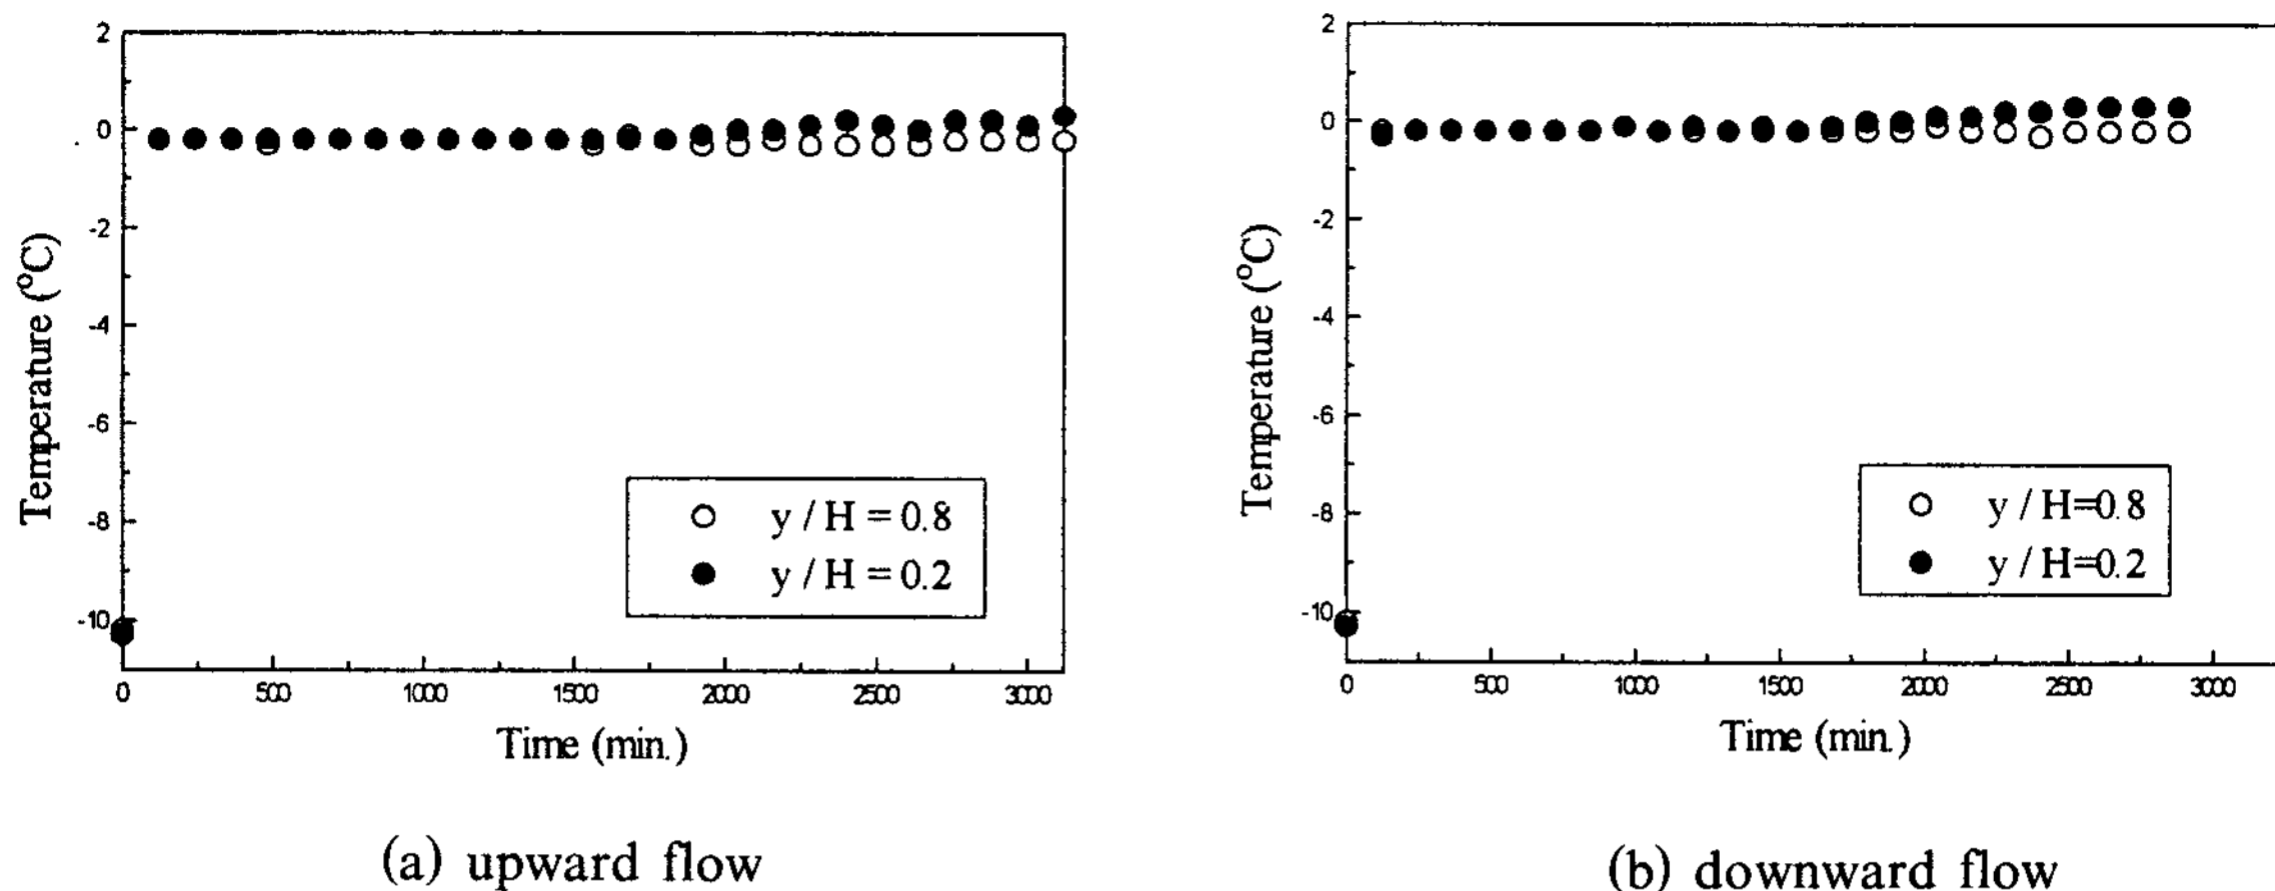 2
0
-2
-4
-6
-8
-10
Temperature (°C)
0 500 1000 1500 2000 2500 3000
Time (min.)
y / H = 0.8
y / H = 0.2
(a) upward flow
2
0
-2
-4
-6
-8
-10
Temperature (°C)
0 500 1000 1500 2000 2500 3000
Time (min.)
y / H=0.8
y / H=0.2
(b) downward flow